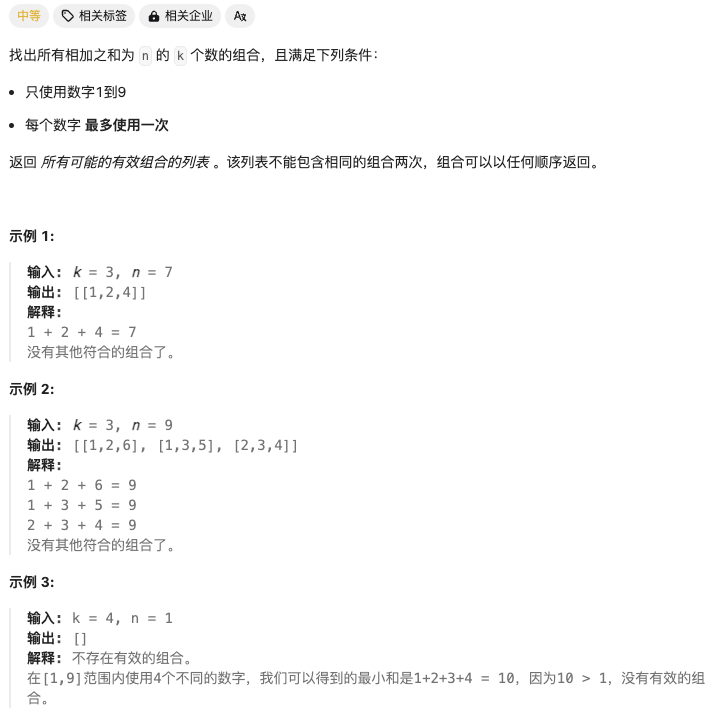 中等 相关标签 相关企业 Aあ
找出所有相加之和为 n 的 k 个数的组合，且满足下列条件：
• 只使用数字1到9
• 每个数字 最多使用一次
返回 所有可能的有效组合的列表 。该列表不能包含相同的组合两次，组合可以以任何顺序返回。
示例 1:
输入: k = 3, n = 7
输出: [[1,2,4]]
解释:
1 + 2 + 4 = 7
没有其他符合的组合了。
示例 2:
输入: k = 3, n = 9
输出: [[1,2,6], [1,3,5], [2,3,4]]
解释:
1 + 2 + 6 = 9
1 + 3 + 5 = 9
2 + 3 + 4 = 9
没有其他符合的组合了。
示例 3:
输入: k = 4, n = 1
输出: []
解释: 不存在有效的组合。
在[1,9]范围内使用4个不同的数字，我们可以得到的最小和是1+2+3+4 = 10，因为10 > 1，没有有效的组
合。